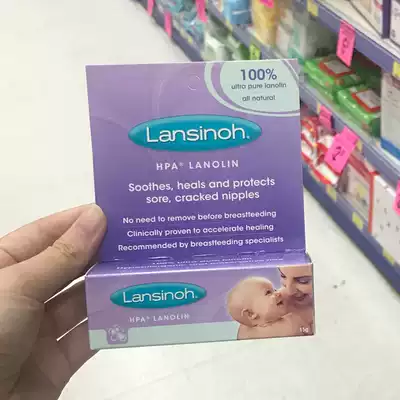 100%
ultra pure lanolin
all natural
Lansinoh®
HPA® LANOLIN
Soothes, heals and protects
sore, cracked nipples
No need to remove before breastfeeding
Clinically proven to accelerate healing
Recommended by breastfeeding specialists
Lansinoh®
HPA® LANOLIN
15g